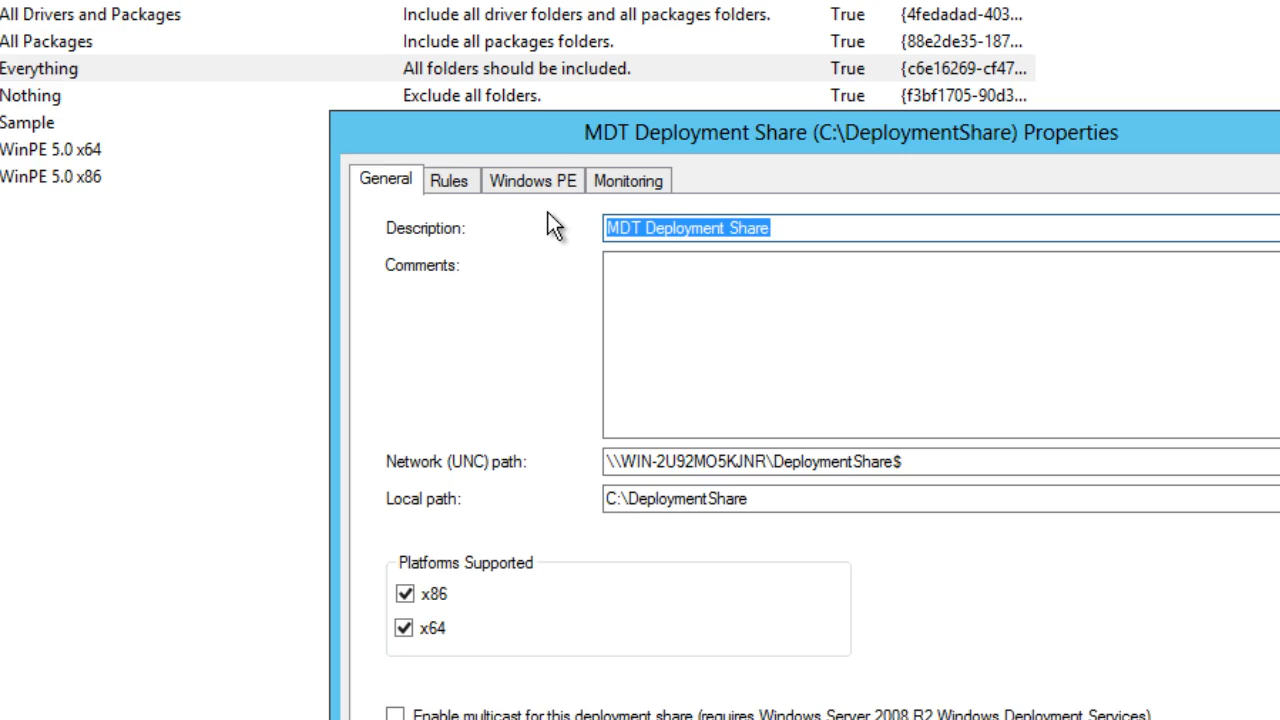 All Drivers and Packages Include all driver folders and all packages folders. True {4fedadad-403...
All Packages Include all packages folders. True {88e2de35-187...
Everything All folders should be included. True {c6e16269-cf47...
Nothing Exclude all folders. True {f3bf1705-90d3...
Sample
WinPE 5.0 x64
WinPE 5.0 x86
MDT Deployment Share (C:\DeploymentShare) Properties
General Rules Windows PE Monitoring
Description: MDT Deployment Share
Comments:
Network (UNC) path: \\WIN-2U92MO5KJNR\DeploymentShare$
Local path: C:\DeploymentShare
Platforms Supported
x86
x64
Enable multicast for this deployment share (requires Windows Server 2008 R2 Windows Deployment Services)